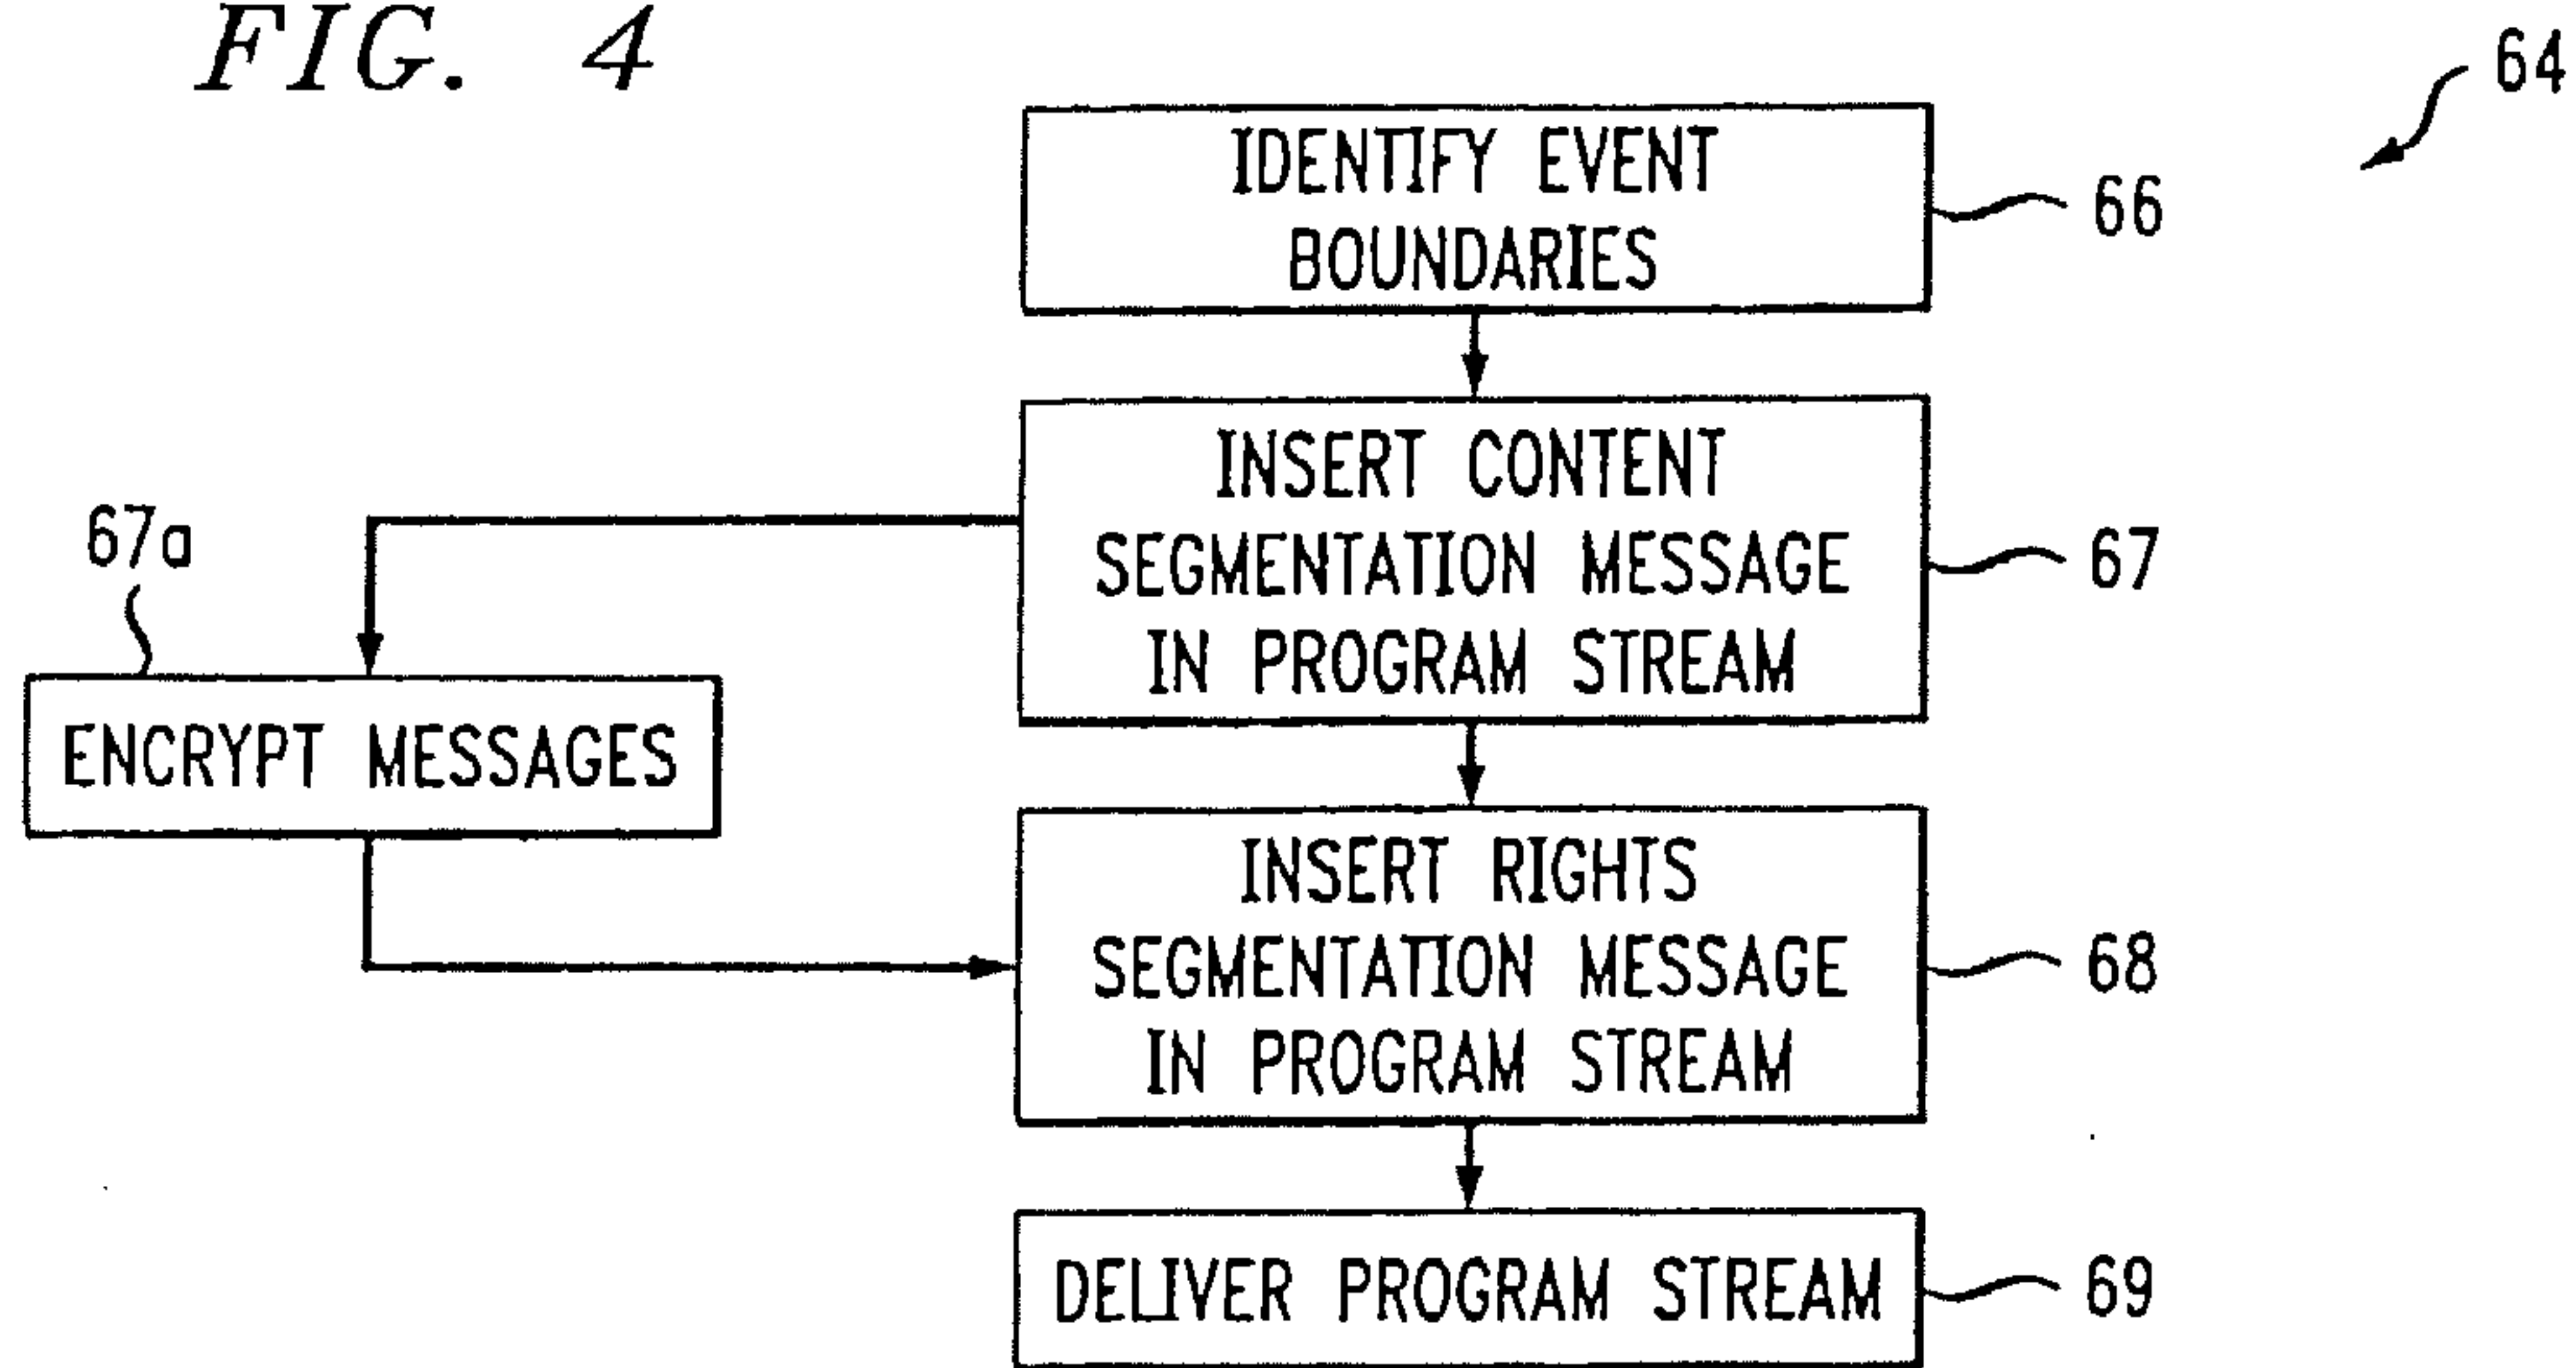 FIG. 4
64
IDENTIFY EVENT
BOUNDARIES
66
INSERT CONTENT
SEGMENTATION MESSAGE
IN PROGRAM STREAM
67
67a
ENCRYPT MESSAGES
INSERT RIGHTS
SEGMENTATION MESSAGE
IN PROGRAM STREAM
68
DELIVER PROGRAM STREAM
69